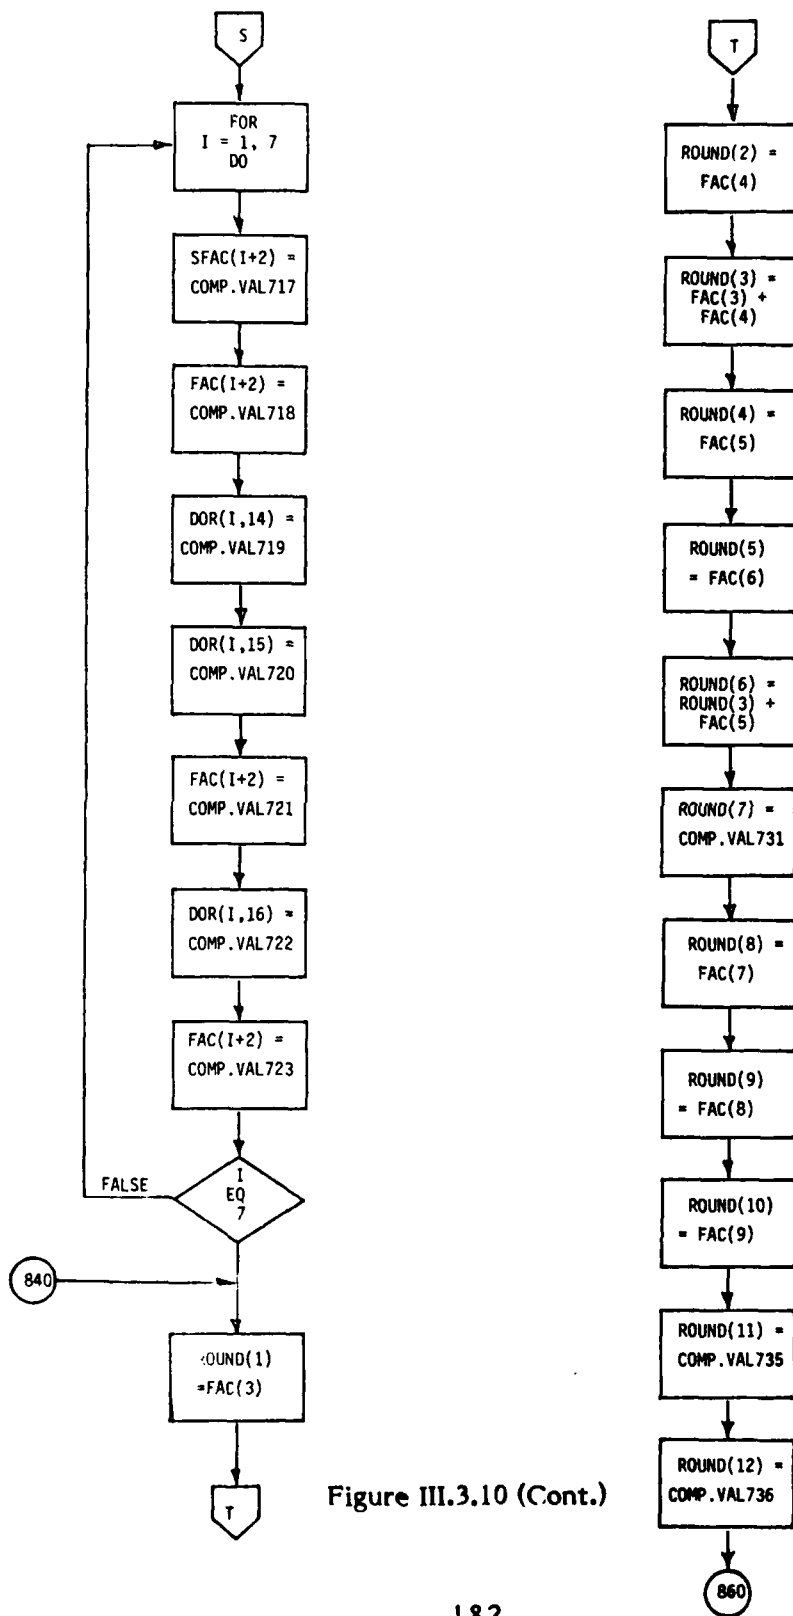 S
FOR
I = 1, 7
DO
SFAC(I+2) =
COMP.VAL717
FAC(I+2) =
COMP.VAL718
DOR(I,14) =
COMP.VAL719
DOR(I,15) =
COMP.VAL720
FAC(I+2) =
COMP.VAL721
DOR(I,16) =
COMP.VAL722
FAC(I+2) =
COMP.VAL723
I
EQ
7
FALSE
840
ROUND(1)
=FAC(3)
T
T
ROUND(2) =
FAC(4)
ROUND(3) =
FAC(3) +
FAC(4)
ROUND(4) =
FAC(5)
ROUND(5)
= FAC(6)
ROUND(6) =
ROUND(3) +
FAC(5)
ROUND(7) =
COMP.VAL731
ROUND(8) =
FAC(7)
ROUND(9)
= FAC(8)
ROUND(10)
= FAC(9)
ROUND(11) =
COMP.VAL735
ROUND(12) =
COMP.VAL736
860
Figure III.3.10 (Cont.)
182